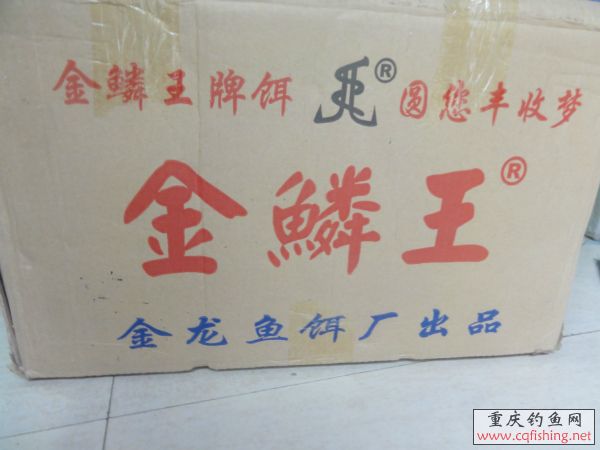 金鳞王牌饵 ® 圆您丰收梦
金鳞王®
金龙鱼饵厂出品
重庆钓鱼网
www.cqfishing.net